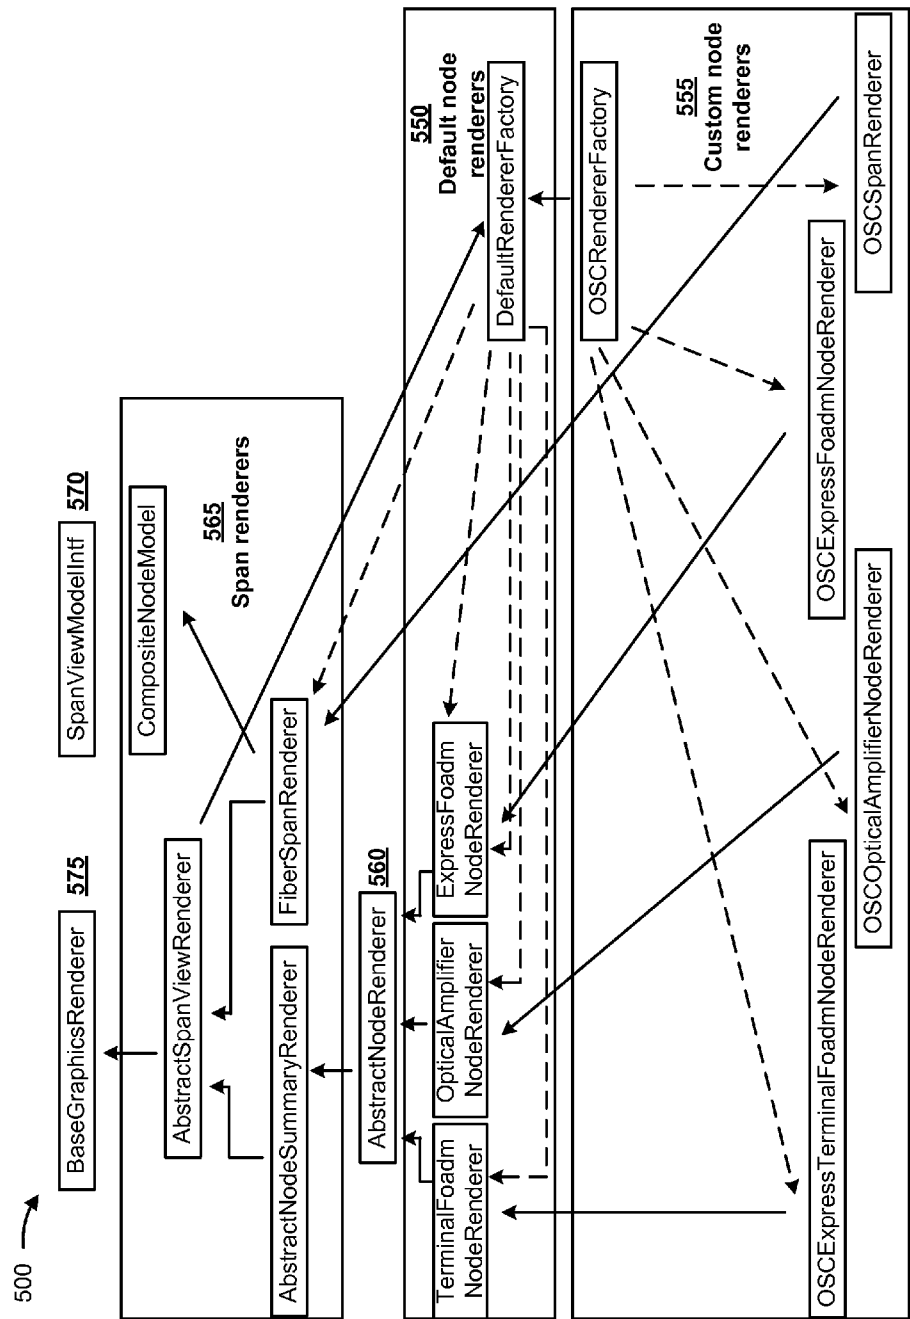 500
BaseGraphicsRenderer
575
SpanViewModelIntf
570
AbstractSpanViewRenderer
CompositeNodeModel
565
Span renderers
AbstractNodeSummaryRenderer
FiberSpanRenderer
AbstractNodeRenderer
560
TerminalFoadm
NodeRenderer
OpticalAmplifier
NodeRenderer
ExpressFoadm
NodeRenderer
550
Default node
renderers
DefaultRendererFactory
OSCRendererFactory
555
Custom node
renderers
OSCExpressTerminalFoadmNodeRenderer
OSCExpressFoadmNodeRenderer
OSCOpticalAmplifierNodeRenderer
OSCSpanRenderer